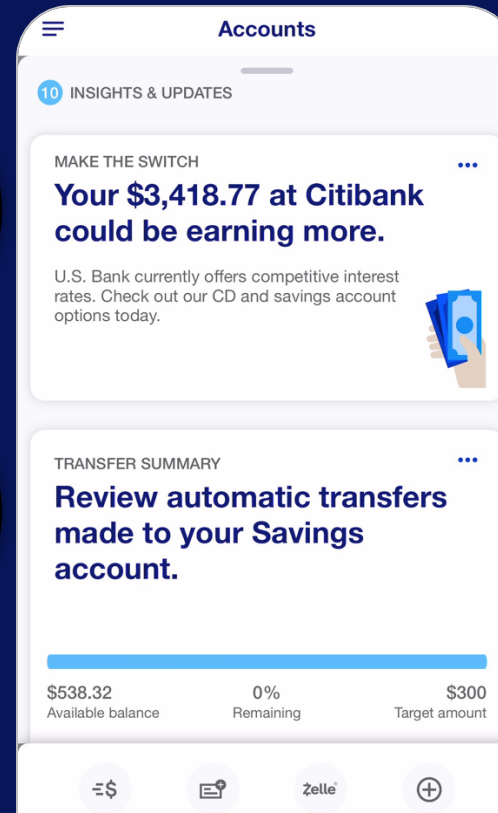 Accounts
10 INSIGHTS & UPDATES
MAKE THE SWITCH
Your $3,418.77 at Citibank
could be earning more.
U.S. Bank currently offers competitive interest
rates. Check out our CD and savings account
options today.
TRANSFER SUMMARY
Review automatic transfers
made to your Savings
account.
$538.32 0% $300
Available balance Remaining Target amount
Zelle